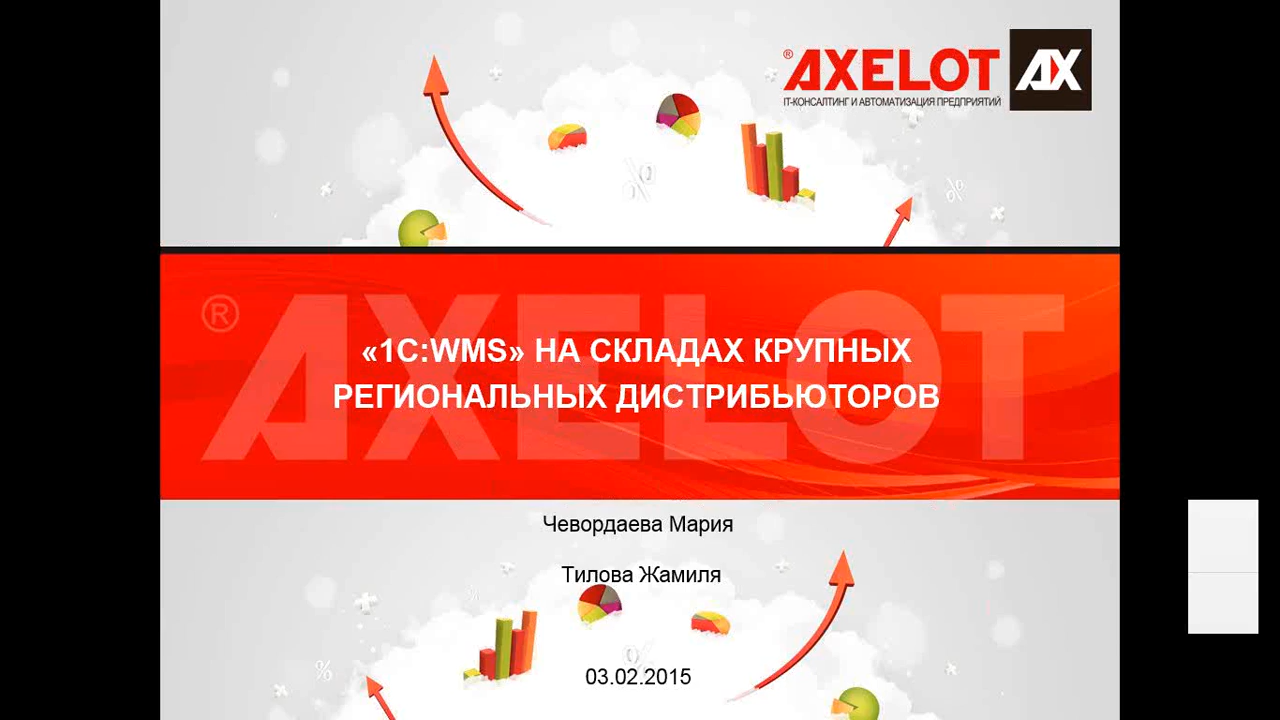 ® AXELOT AX
IT-КОНСАЛТИНГ И АВТОМАТИЗАЦИЯ ПРЕДПРИЯТИЙ
%
%
® AXELOT
«1С:WMS» НА СКЛАДАХ КРУПНЫХ
РЕГИОНАЛЬНЫХ ДИСТРИБЬЮТОРОВ
Чевордаева Мария
Тилова Жамиля
%
%
03.02.2015